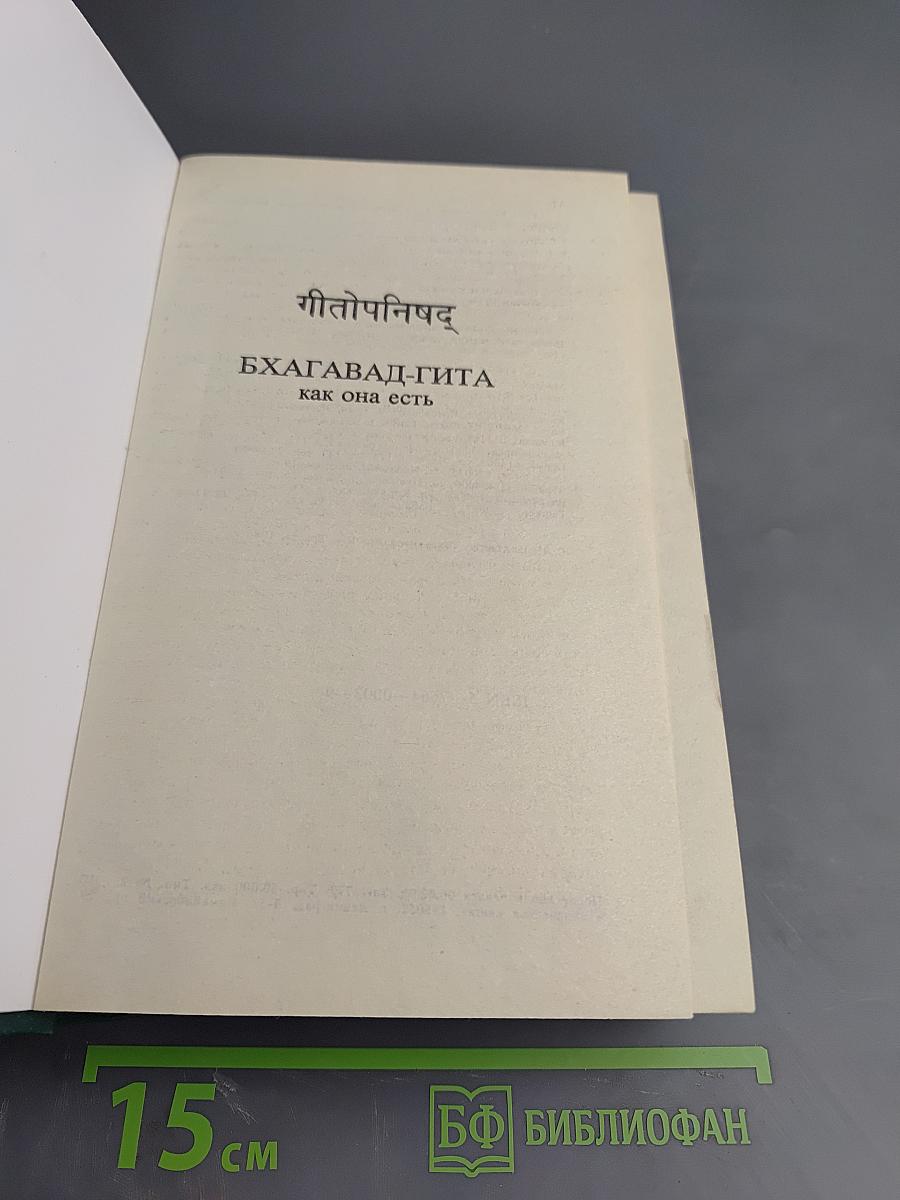 गीतोपनिषद्
БХАГАВАД-ГИТА
как она есть
15 см
БФ БИБЛИОФАН